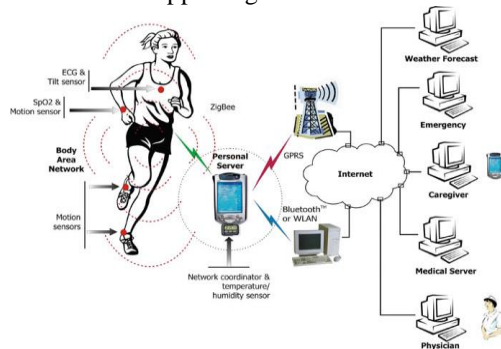 ECG &
Tilt sensor
SpO2 &
Motion sensor
Body
Area
Network
Motion
sensors
ZigBee
Personal
Server
Network coordinator &
temperature/
humidity sensor
GPRS
Bluetooth™
or WLAN
Internet
Weather Forecast
Emergency
Caregiver
Medical Server
Physician